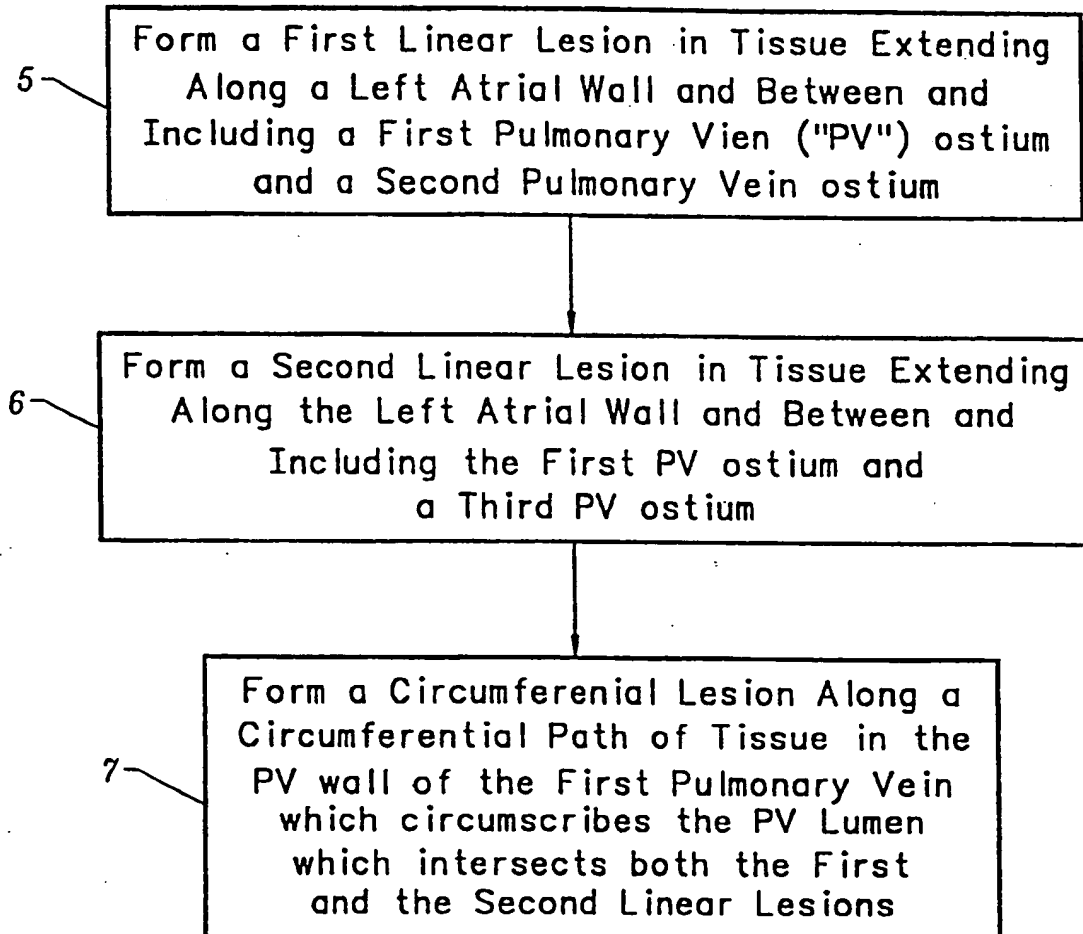 Form a First Linear Lesion in Tissue Extending
5
Along a Left Atrial Wall and Between and
Including a First Pulmonary Vien ("PV") ostium
and a Second Pulmonary Vein ostium
Form a Second Linear Lesion in Tissue Extending
6
Along the Left Atrial Wall and Between and
Including the First PV ostium and
a Third PV ostium
Form a Circumferenial Lesion Along a
Circumferential Path of Tissue in the
7
PV wall of the First Pulmonary Vein
which circumscribes the PV Lumen
which intersects both the First
and the Second Linear Lesions